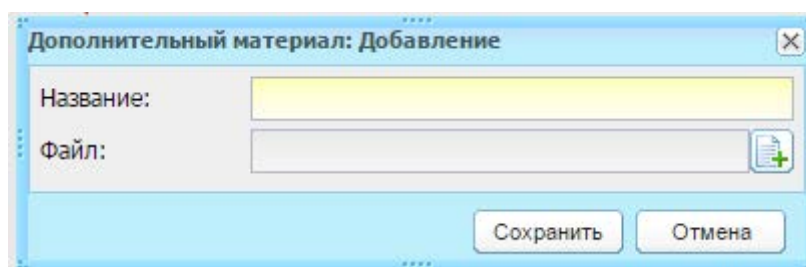 Дополнительный материал: Добавление
Название:
Файл:
Сохранить Отмена